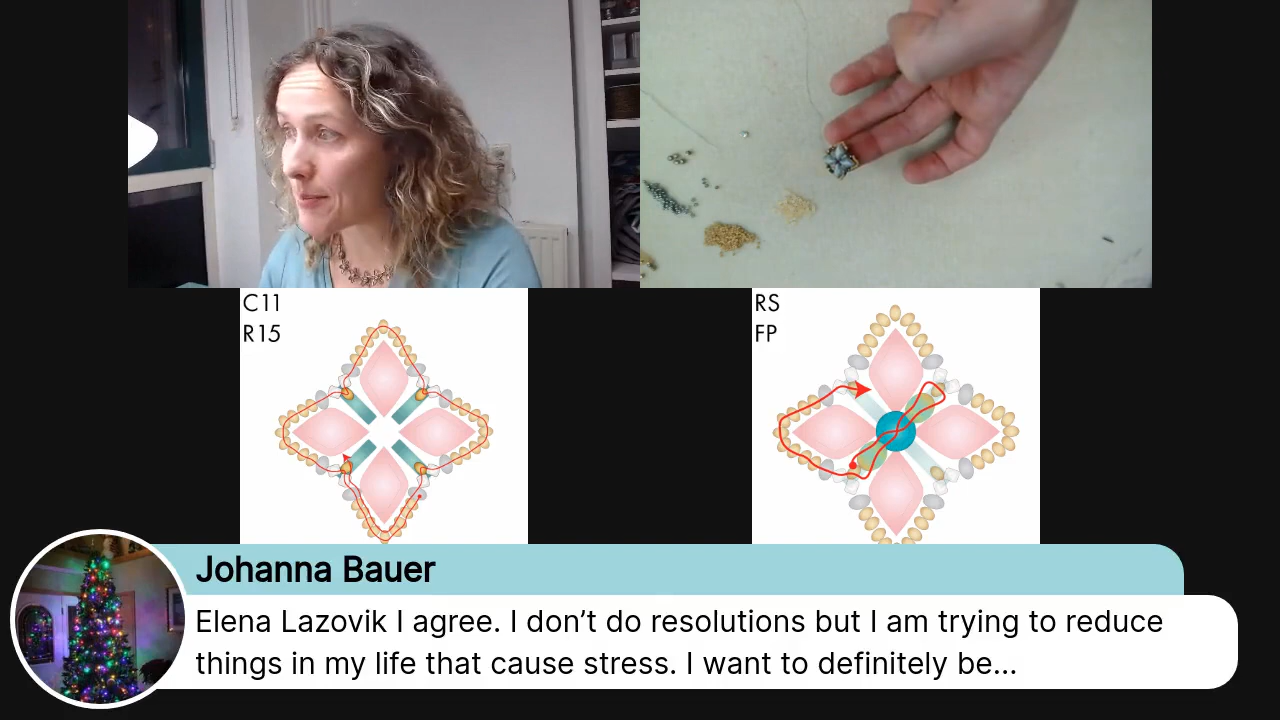 C11
R15
RS
FP
Johanna Bauer
Elena Lazovik I agree. I don’t do resolutions but I am trying to reduce
things in my life that cause stress. I want to definitely be...